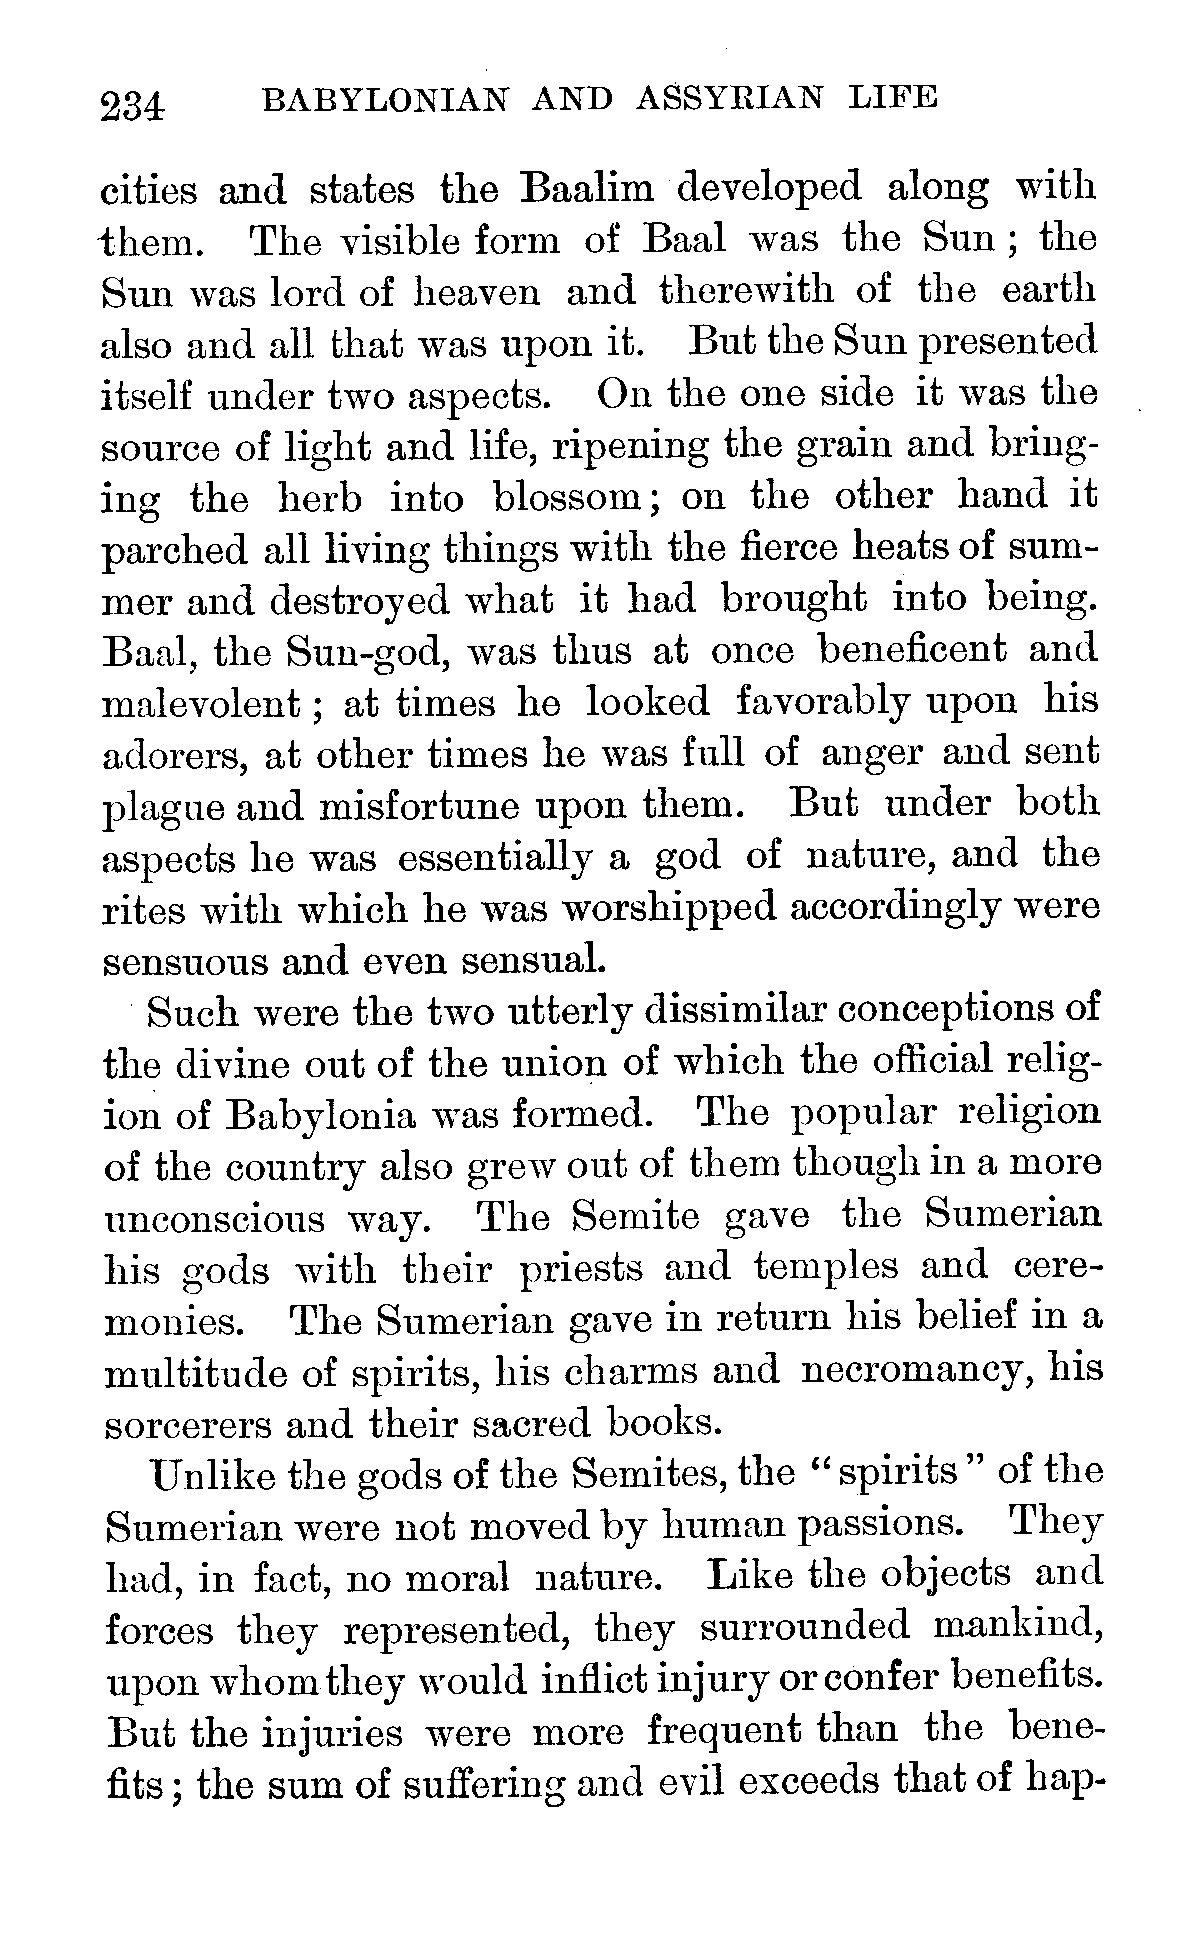 234 BABYLONIAN AND ASSYRIAN LIFE
cities and states the Baalim developed along with
them. The visible form of Baal was the Sun ; the
Sun was lord of heaven and therewith of the earth
also and all that was upon it. But the Sun presented
itself under two aspects. On the one side it was the
source of light and life, ripening the grain and bring-
ing the herb into blossom; on the other hand it
parched all living things with the fierce heats of sum-
mer and destroyed what it had brought into being.
Baal, the Sun-god, was thus at once beneficent and
malevolent ; at times he looked favorably upon his
adorers, at other times he was full of anger and sent
plague and misfortune upon them. But under both
aspects he was essentially a god of nature, and the
rites with which he was worshipped accordingly were
sensuous and even sensual.
Such were the two utterly dissimilar conceptions of
the divine out of the union of which the official relig-
ion of Babylonia was formed. The popular religion
of the country also grew out of them though in a more
unconscious way. The Semite gave the Sumerian
his gods with their priests and temples and cere-
monies. The Sumerian gave in return his belief in a
multitude of spirits, his charms and necromancy, his
sorcerers and their sacred books.
Unlike the gods of the Semites, the “ spirits ” of the
Sumerian were not moved by human passions. They
had, in fact, no moral nature. Like the objects and
forces they represented, they surrounded mankind,
upon whom they would inflict injury or confer benefits.
But the injuries were more frequent than the bene-
fits ; the sum of suffering and evil exceeds that of hap-